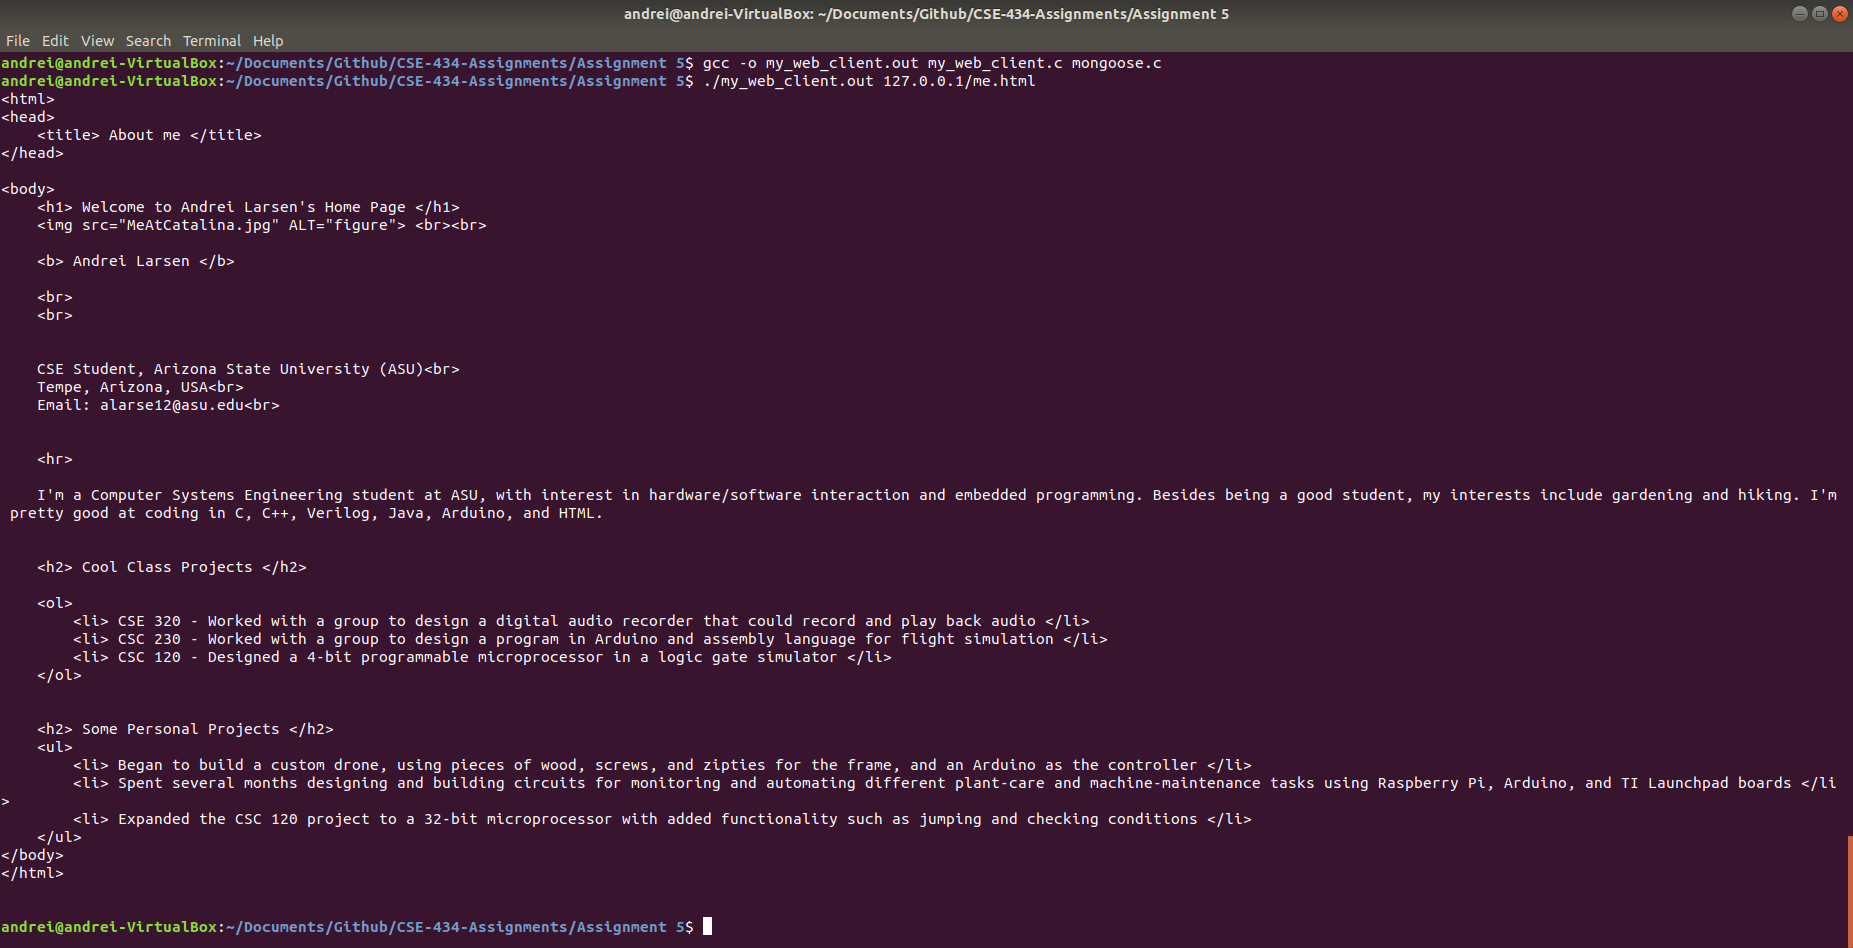 andrei@andrei-VirtualBox: ~/Documents/Github/CSE-434-Assignments/Assignment 5
File Edit View Search Terminal Help
andrei@andrei-VirtualBox:~/Documents/Github/CSE-434-Assignments/Assignment 5$ gcc -o my_web_client.out my_web_client.c mongoose.c
andrei@andrei-VirtualBox:~/Documents/Github/CSE-434-Assignments/Assignment 5$ ./my_web_client.out 127.0.0.1/me.html
<html>
<head>
    <title> About me </title>
</head>

<body>
    <h1> Welcome to Andrei Larsen's Home Page </h1>
    <img src="MeAtCatalina.jpg" ALT="figure"> <br><br>

    <b> Andrei Larsen </b>

    <br>
    <br>


    CSE Student, Arizona State University (ASU)<br>
    Tempe, Arizona, USA<br>
    Email: alarse12@asu.edu<br>


    <hr>

    I'm a Computer Systems Engineering student at ASU, with interest in hardware/software interaction and embedded programming. Besides being a good student, my interests include gardening and hiking. I'm
 pretty good at coding in C, C++, Verilog, Java, Arduino, and HTML.


    <h2> Cool Class Projects </h2>

    <ol>
        <li> CSE 320 - Worked with a group to design a digital audio recorder that could record and play back audio </li>
        <li> CSC 230 - Worked with a group to design a program in Arduino and assembly language for flight simulation </li>
        <li> CSC 120 - Designed a 4-bit programmable microprocessor in a logic gate simulator </li>
    </ol>


    <h2> Some Personal Projects </h2>
    <ul>
        <li> Began to build a custom drone, using pieces of wood, screws, and zipties for the frame, and an Arduino as the controller </li>
        <li> Spent several months designing and building circuits for monitoring and automating different plant-care and machine-maintenance tasks using Raspberry Pi, Arduino, and TI Launchpad boards </li
>
        <li> Expanded the CSC 120 project to a 32-bit microprocessor with added functionality such as jumping and checking conditions </li>
    </ul>
</body>
</html>


andrei@andrei-VirtualBox:~/Documents/Github/CSE-434-Assignments/Assignment 5$